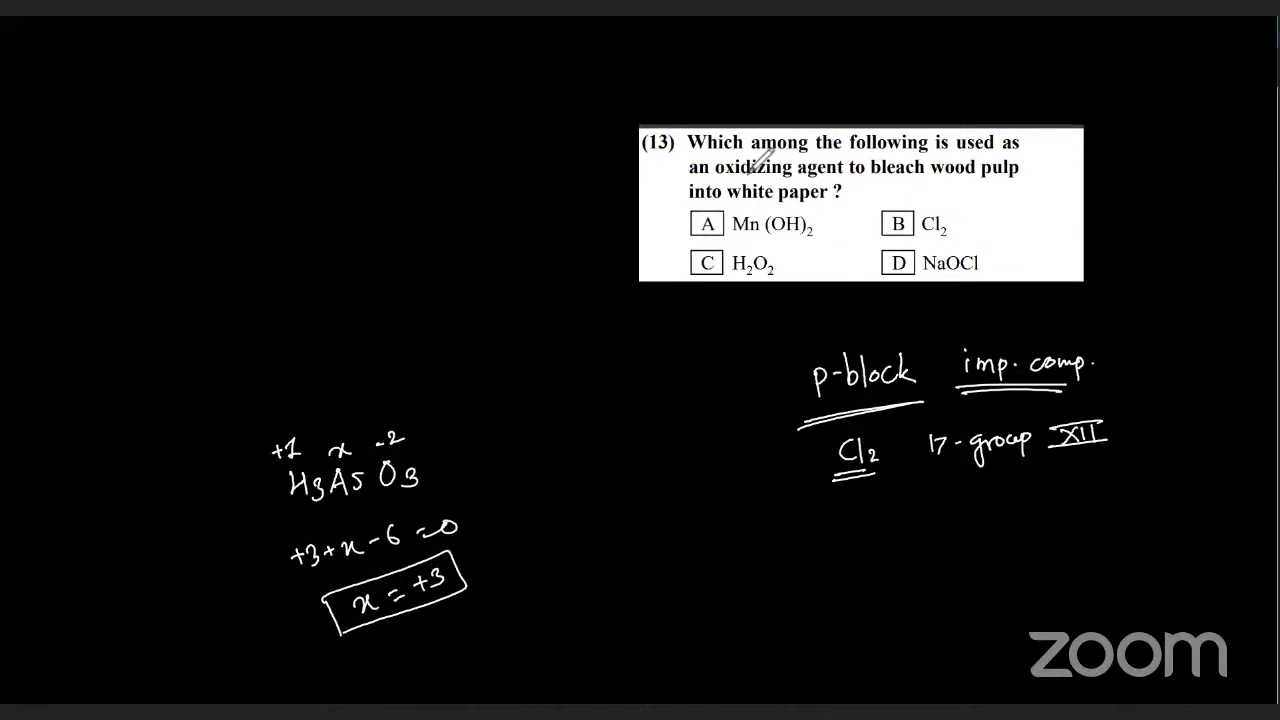 (13) Which among the following is used as
an oxidizing agent to bleach wood pulp
into white paper ?
A Mn (OH)₂ B Cl₂
C H₂O₂ D NaOCl
p-block imp. comp.
Cl₂ 17-group XII
+1 x -2
H₃AsO₃
+3+x-6=0
x = +3
zoom